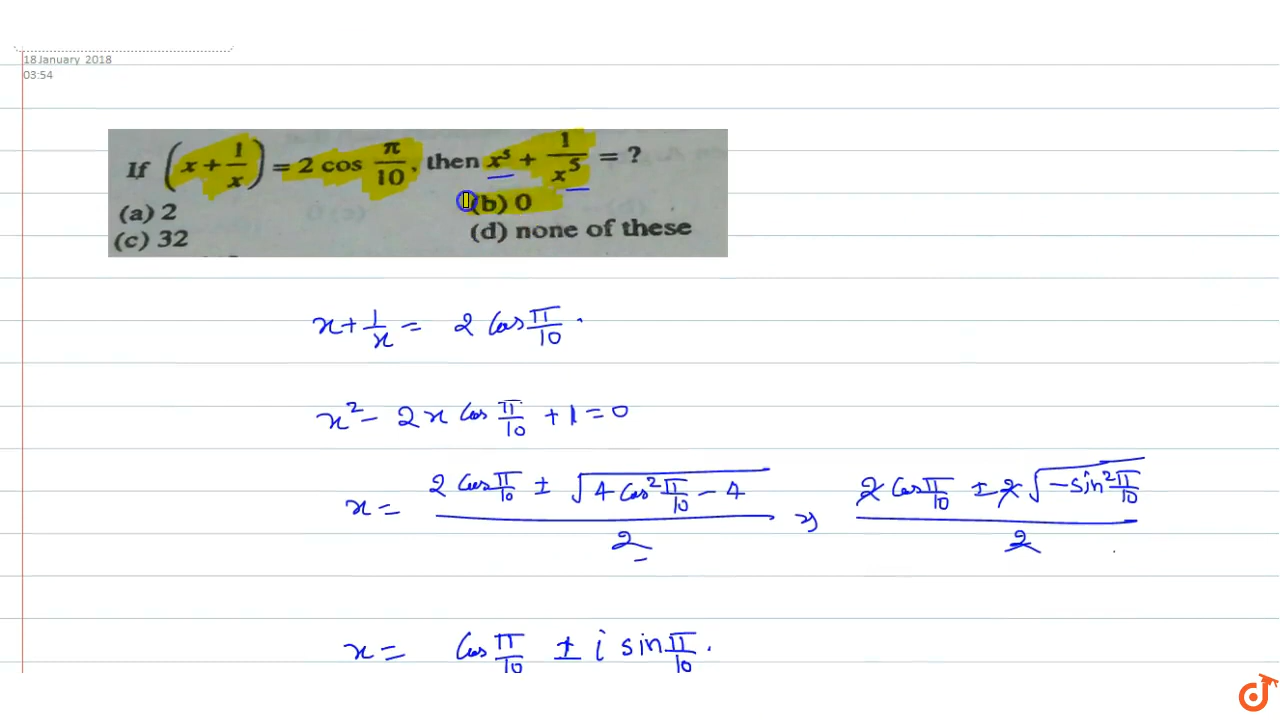 18 January 2018
03:54
If (x + 1/x) = 2 cos π/10, then x⁵ + 1/x⁵ = ?
(a) 2 (b) 0
(c) 32 (d) none of these
x + 1/x = 2 Cos π/10 .
x² - 2x Cos π/10 + 1 = 0
x = (2 Cos π/10 ± √(4 Cos² π/10 - 4))/2 ⇒ (2 Cos π/10 ± 2√(-sin² π/10))/2
x = Cos π/10 ± i sin π/10 .